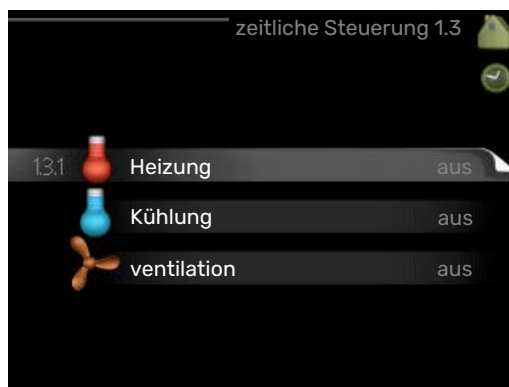 zeitliche Steuerung 1.3
1.3.1 Heizung aus
Kühlung aus
ventilation aus